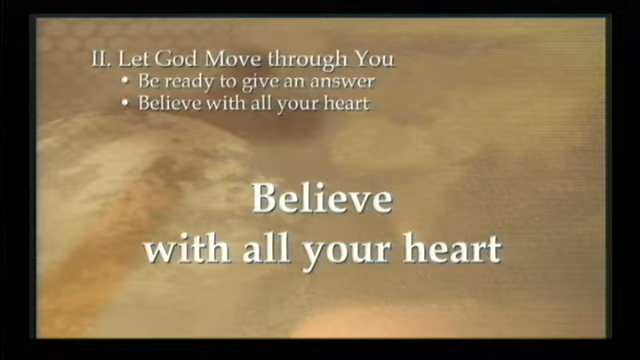 II. Let God Move through You
• Be ready to give an answer
• Believe with all your heart
Believe
with all your heart